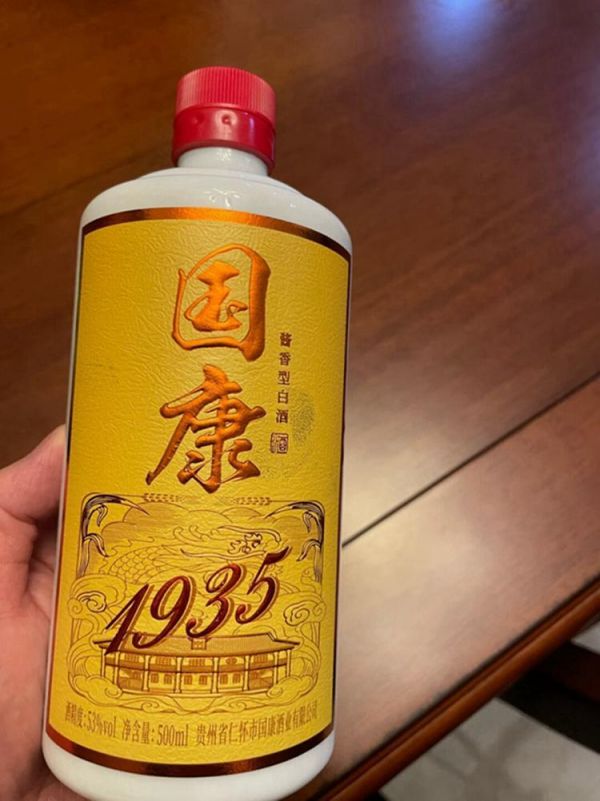 国康
酱香型白酒
1935
酒精度:53%vol 净含量:500ml 贵州省仁怀市国康酒业有限公司